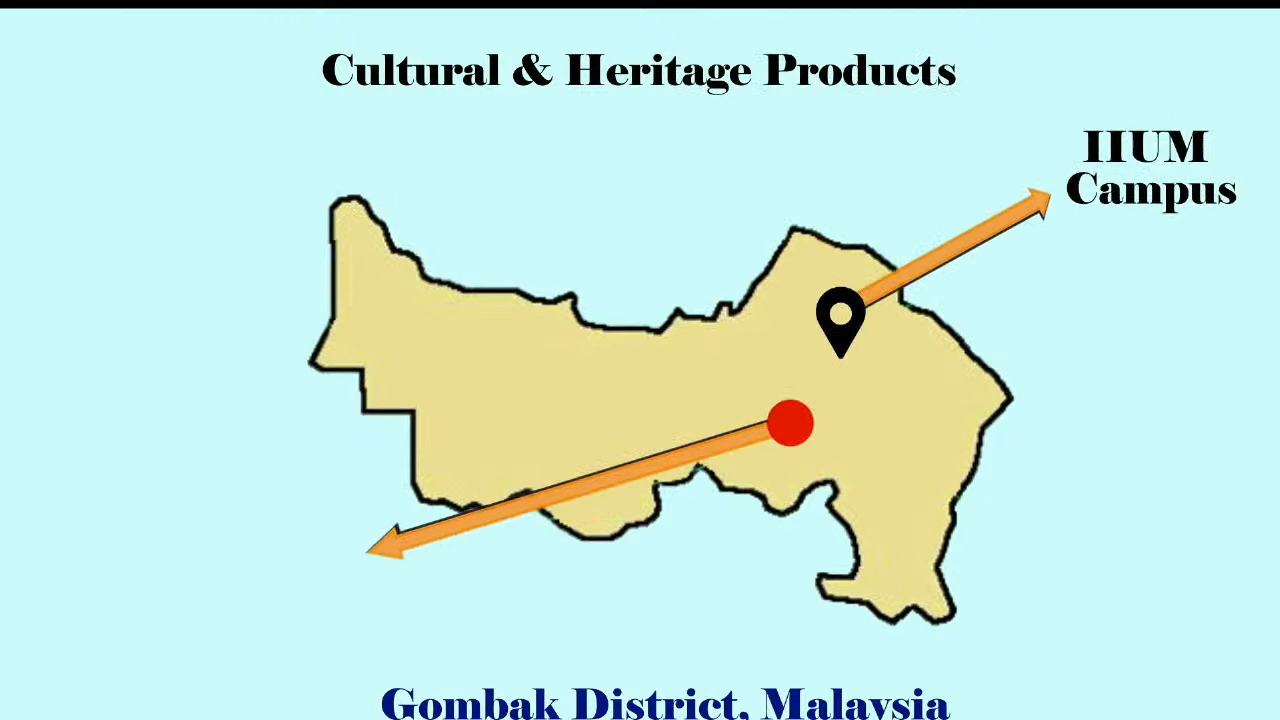 Cultural & Heritage Products
IIUM
Campus
Gombak District, Malaysia